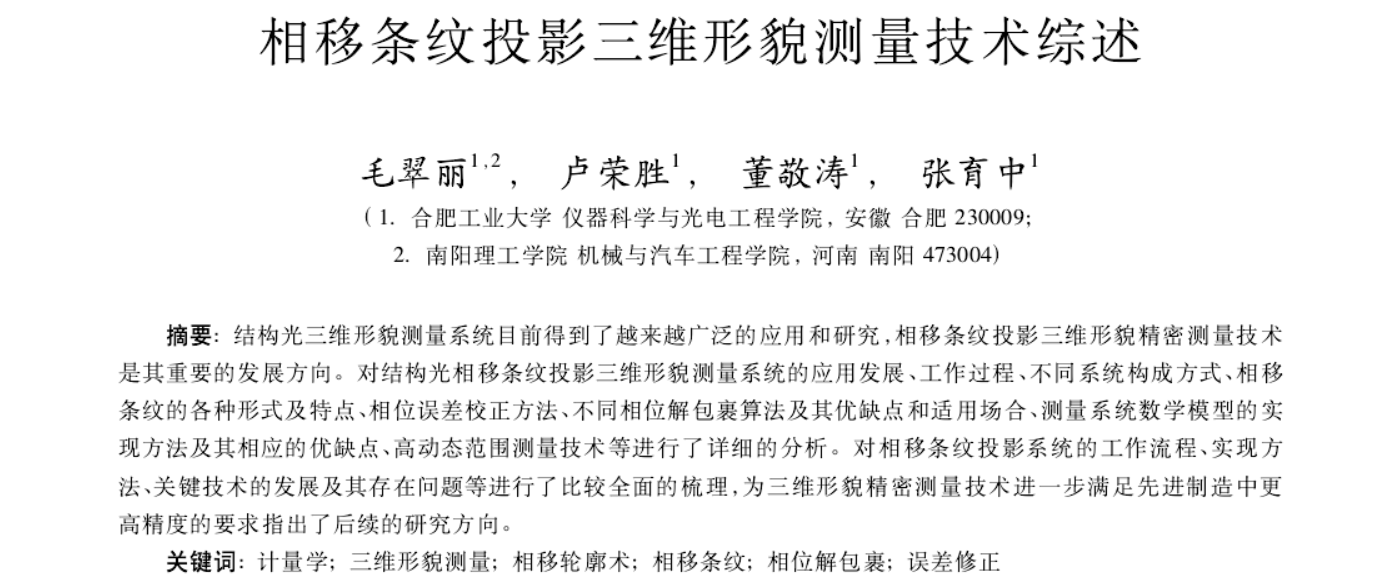 相移条纹投影三维形貌测量技术综述
毛翠丽1,2， 卢荣胜1， 董敬涛1， 张育中1
(1. 合肥工业大学 仪器科学与光电工程学院, 安徽 合肥 230009;
2. 南阳理工学院 机械与汽车工程学院, 河南 南阳 473004)
摘要: 结构光三维形貌测量系统目前得到了越来越广泛的应用和研究,相移条纹投影三维形貌精密测量技术
是其重要的发展方向。对结构光相移条纹投影三维形貌测量系统的应用发展、工作过程、不同系统构成方式、相移
条纹的各种形式及特点、相位误差校正方法、不同相位解包裹算法及其优缺点和适用场合、测量系统数学模型的实
现方法及其相应的优缺点、高动态范围测量技术等进行了详细的分析。对相移条纹投影系统的工作流程、实现方
法、关键技术的发展及其存在问题等进行了比较全面的梳理,为三维形貌精密测量技术进一步满足先进制造中更
高精度的要求指出了后续的研究方向。
关键词: 计量学; 三维形貌测量; 相移轮廓术; 相移条纹; 相位解包裹; 误差修正